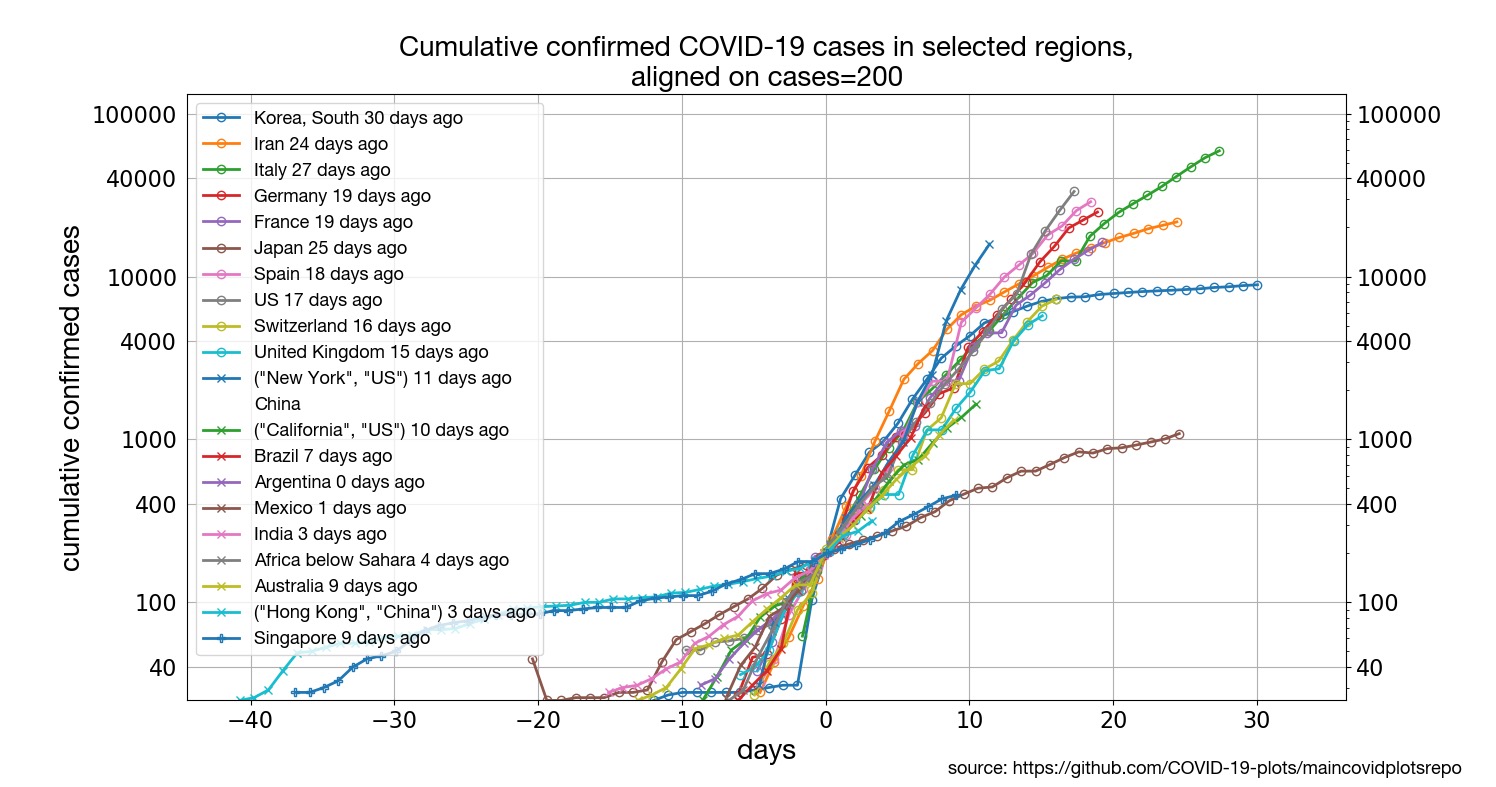 Cumulative confirmed COVID-19 cases in selected regions,
aligned on cases=200
100000
40000
10000
4000
1000
400
100
40
cumulative confirmed cases
Korea, South 30 days ago
Iran 24 days ago
Italy 27 days ago
Germany 19 days ago
France 19 days ago
Japan 25 days ago
Spain 18 days ago
US 17 days ago
Switzerland 16 days ago
United Kingdom 15 days ago
("New York", "US") 11 days ago
China
("California", "US") 10 days ago
Brazil 7 days ago
Argentina 0 days ago
Mexico 1 days ago
India 3 days ago
Africa below Sahara 4 days ago
Australia 9 days ago
("Hong Kong", "China") 3 days ago
Singapore 9 days ago
100000
40000
10000
4000
1000
400
100
40
−40 −30 −20 −10 0 10 20 30
days
source: https://github.com/COVID-19-plots/maincovidplotsrepo